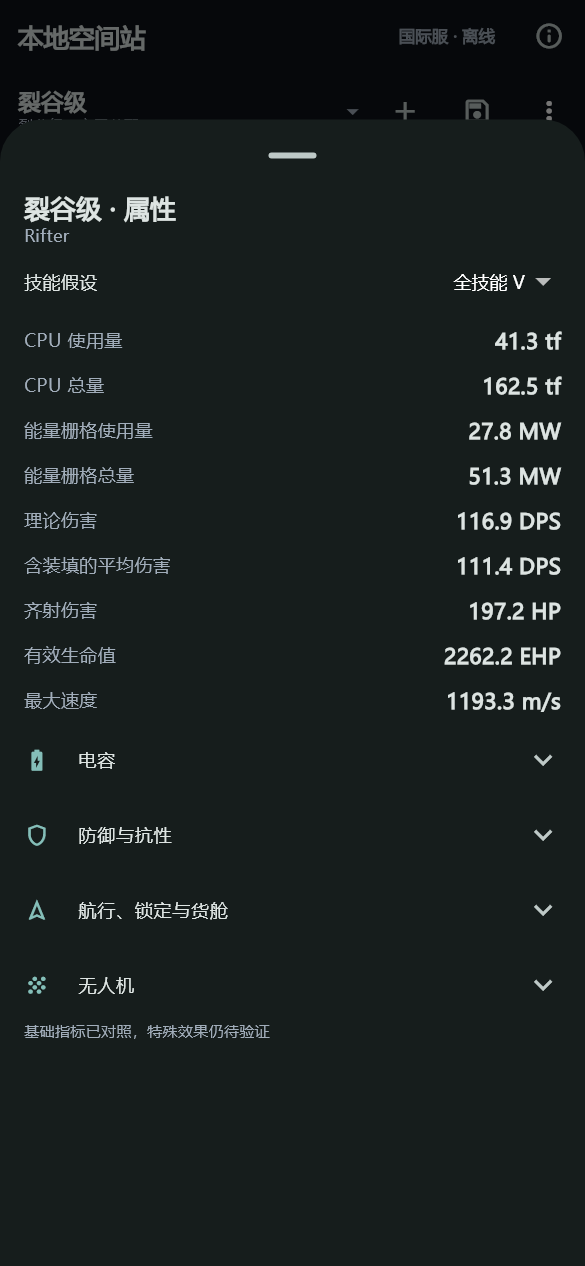 本地空间站
国际服 · 离线
裂谷级
裂谷级 · 属性
Rifter
技能假设
全技能 V
CPU 使用量
41.3 tf
CPU 总量
162.5 tf
能量栅格使用量
27.8 MW
能量栅格总量
51.3 MW
理论伤害
116.9 DPS
含装填的平均伤害
111.4 DPS
齐射伤害
197.2 HP
有效生命值
2262.2 EHP
最大速度
1193.3 m/s
电容
防御与抗性
航行、锁定与货舱
无人机
基础指标已对照，特殊效果仍待验证